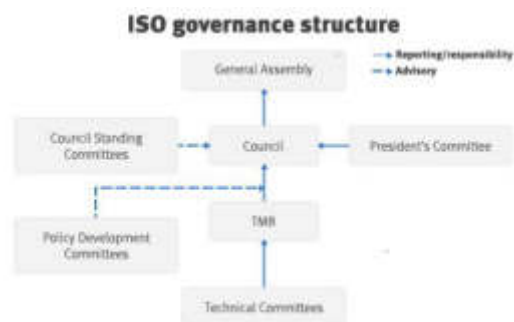 ISO governance structure
Reporting/responsibility
Advisory
General Assembly
Council Standing
Committees
Council
President's Committee
TMB
Policy Development
Committees
Technical Committees